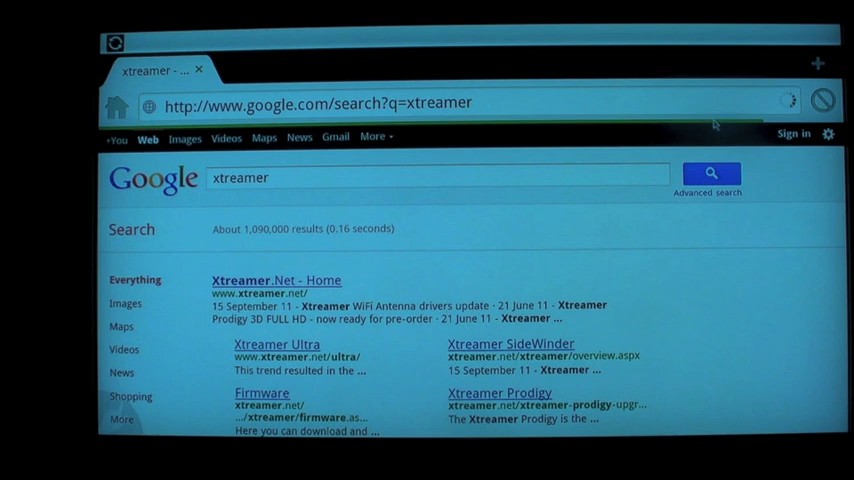 xtreamer - ...
http://www.google.com/search?q=xtreamer
+You Web Images Videos Maps News Gmail More Sign in
Google xtreamer
Advanced search
Search About 1,090,000 results (0.16 seconds)
Everything
Images
Maps
Videos
News
Shopping
More
Xtreamer.Net - Home
www.xtreamer.net/
15 September 11 - Xtreamer WiFi Antenna drivers update · 21 June 11 - Xtreamer
Prodigy 3D FULL HD - now ready for pre-order · 21 June 11 - Xtreamer ...
Xtreamer Ultra
www.xtreamer.net/ultra/
This trend resulted in the ...
Xtreamer SideWinder
xtreamer.net/xtreamer/overview.aspx
15 September 11 - Xtreamer ...
Firmware
xtreamer.net/
.../xtreamer/firmware.as...
Here you can download and ...
Xtreamer Prodigy
xtreamer.net/xtreamer-prodigy-upgr...
The Xtreamer Prodigy is the ...